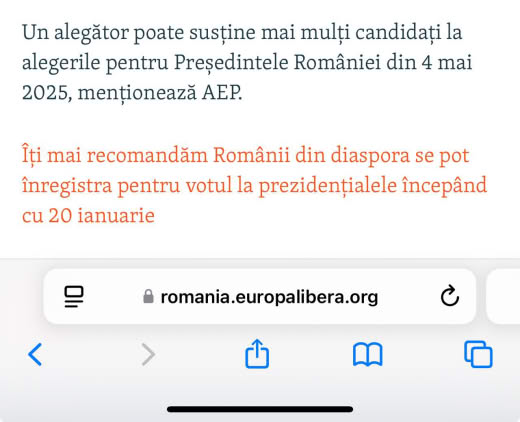 Un alegător poate susține mai mulți candidați la
alegerile pentru Președintele României din 4 mai
2025, menționează AEP.
Îți mai recomandăm Românii din diaspora se pot
înregistra pentru votul la prezidențialele începând
cu 20 ianuarie
romania.europalibera.org